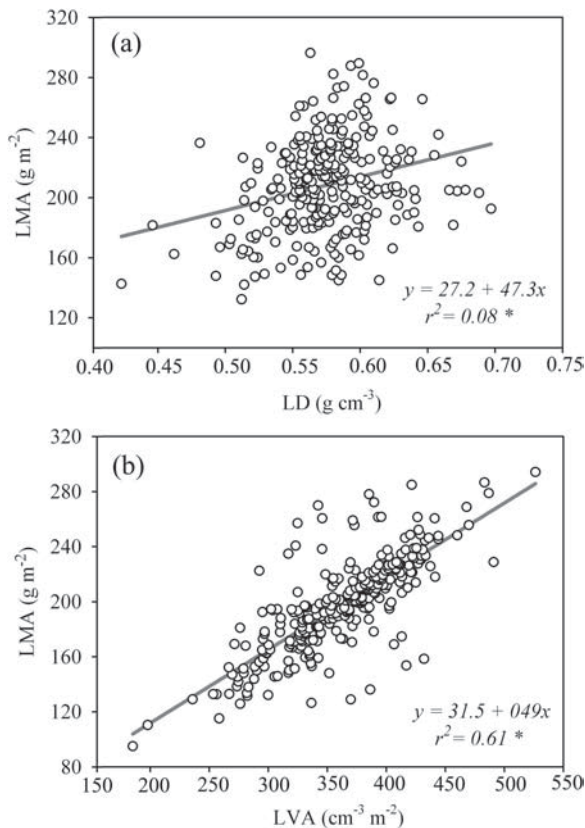 (a)
320
280
240
200
160
120
LMA (g m⁻²)
y = 27.2 + 47.3x
r² = 0.08 *
0.40 0.45 0.50 0.55 0.60 0.65 0.70 0.75
LD (g cm⁻³)
(b)
320
280
240
200
160
120
80
LMA (g m⁻²)
y = 31.5 + 049x
r² = 0.61 *
150 200 250 300 350 400 450 500 550
LVA (cm⁻³ m⁻²)